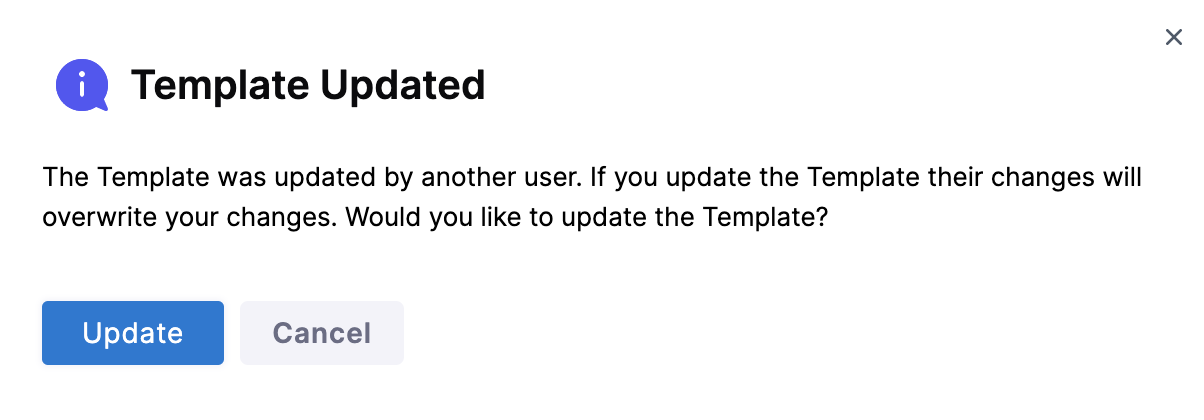 Template Updated
The Template was updated by another user. If you update the Template their changes will
overwrite your changes. Would you like to update the Template?
Update
Cancel